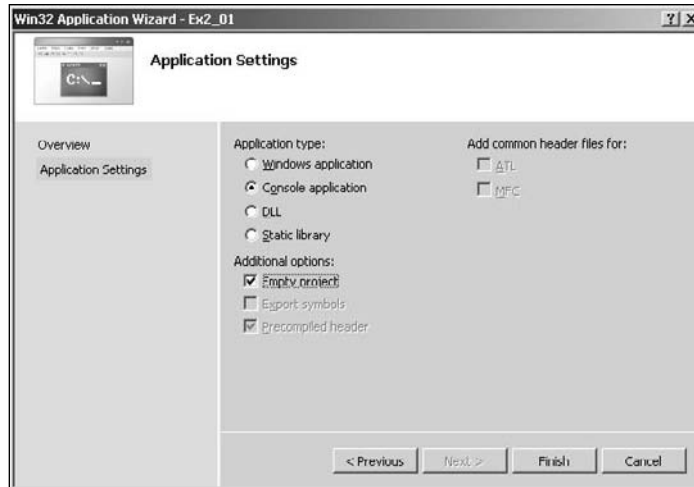 Win32 Application Wizard - Ex2_01
C:\_
Application Settings
Overview
Application Settings
Application type:
Windows application
Console application
DLL
Static library
Additional options:
Empty project
Export symbols
Precompiled header
Add common header files for:
ATL
MFC
< Previous
Next >
Finish
Cancel